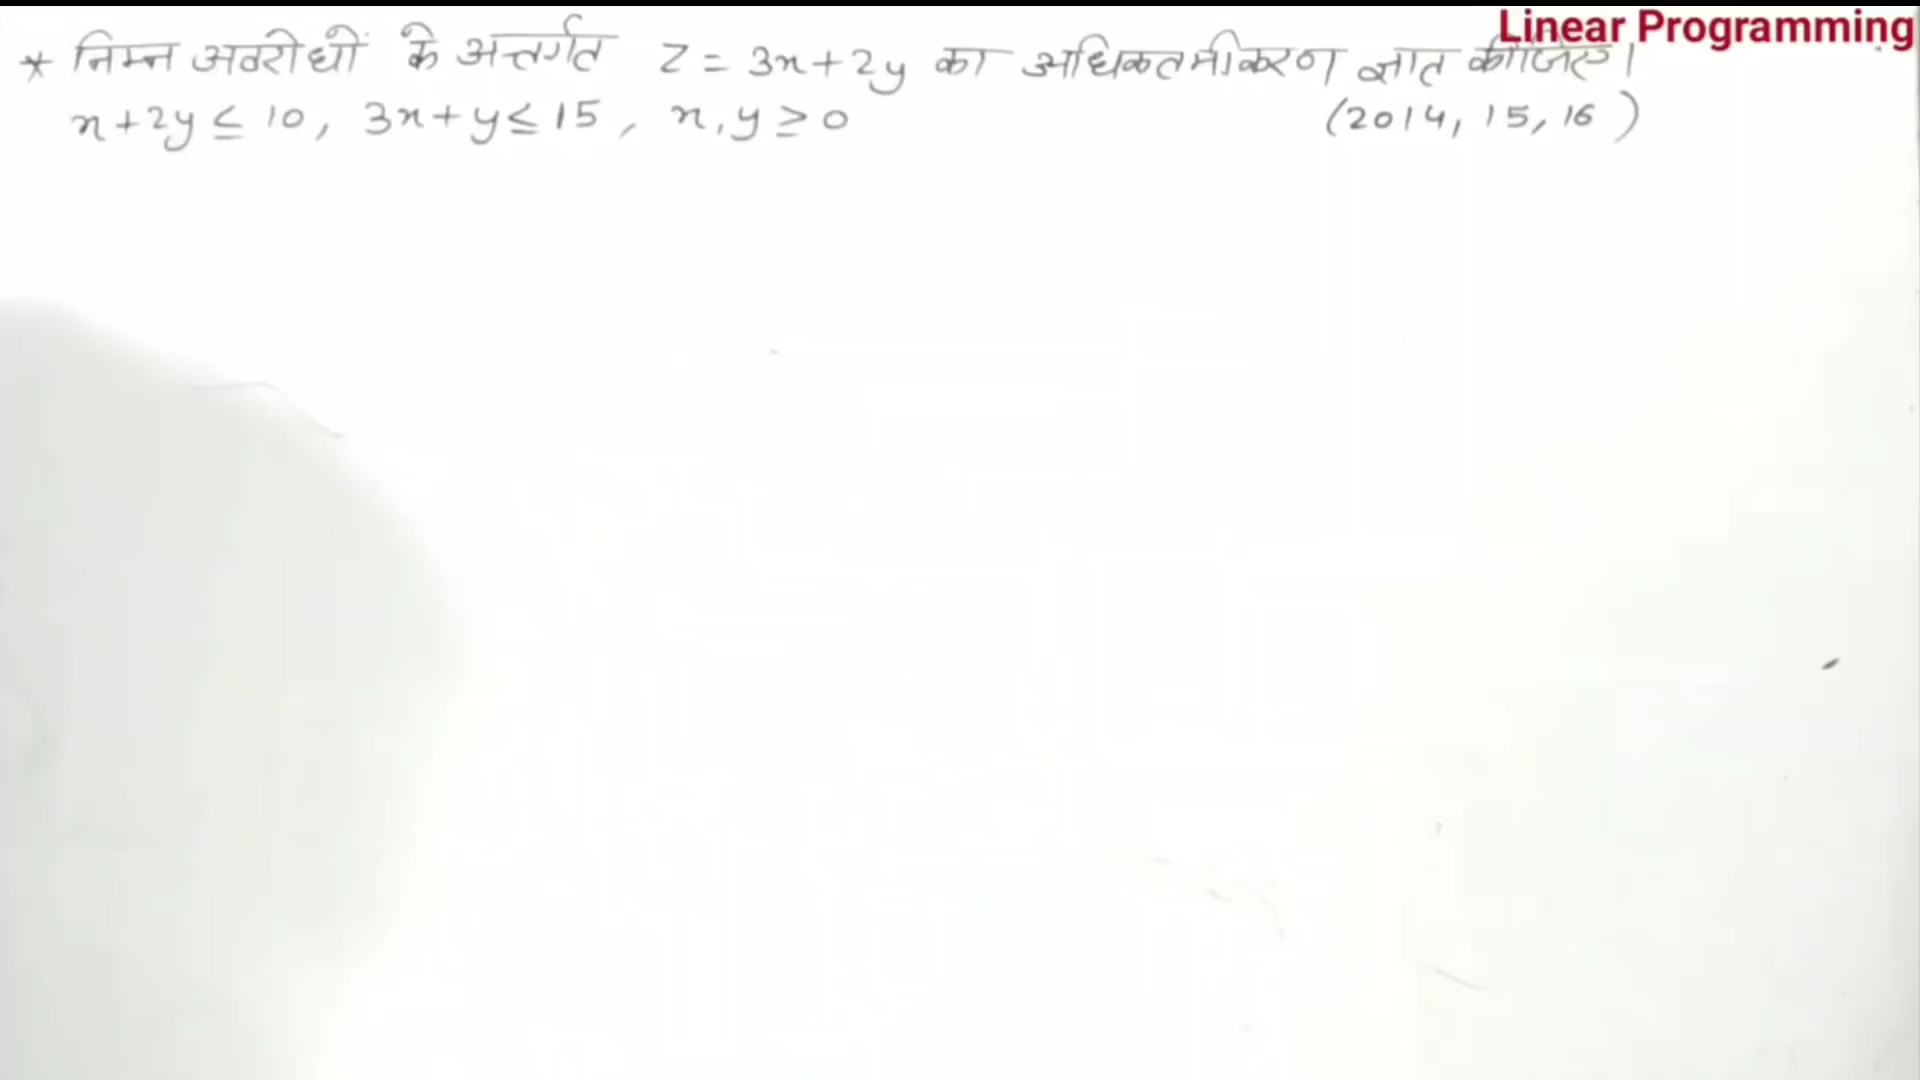 Linear Programming
* निम्न अवरोधों के अन्तर्गत Z = 3x + 2y का अधिकतमीकरण ज्ञात कीजिए।
x + 2y ≤ 10, 3x + y ≤ 15, x, y ≥ 0 (2014, 15, 16)